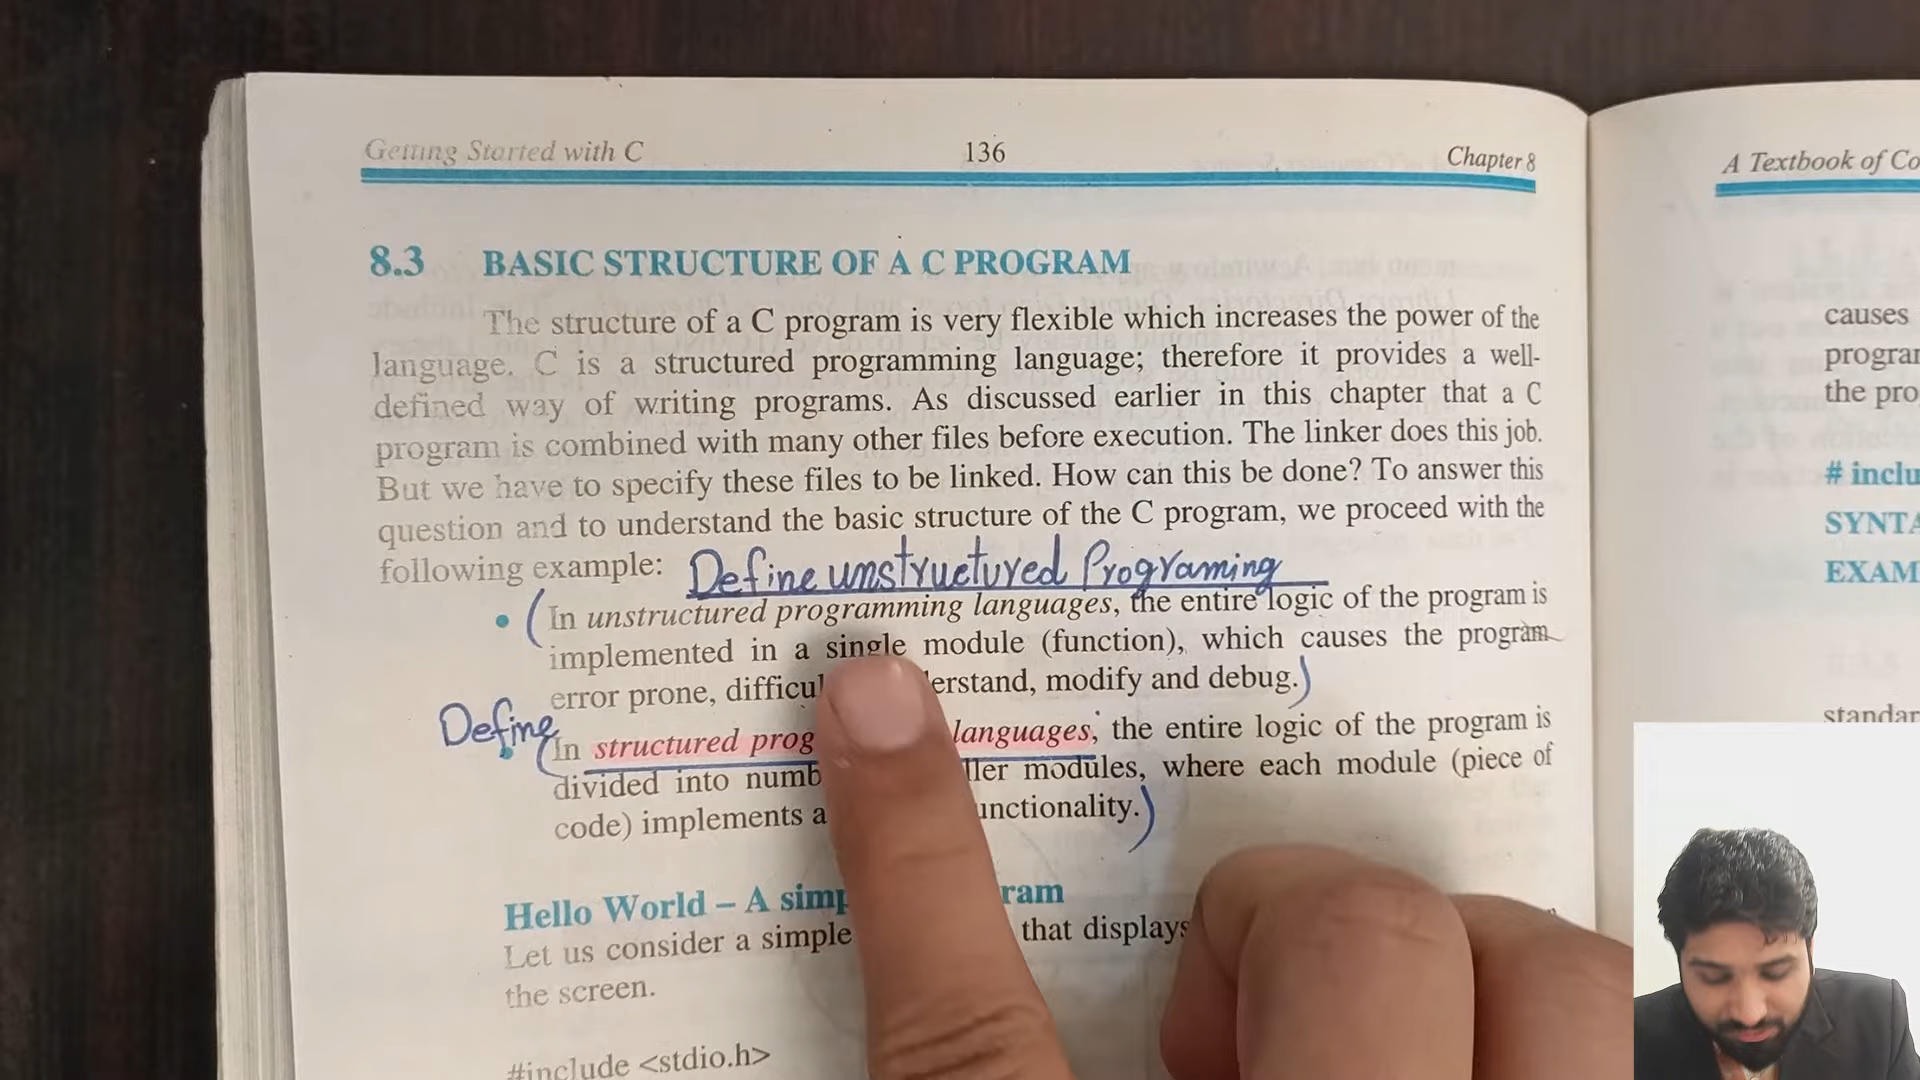 Getting Started with C 136 Chapter 8
8.3 BASIC STRUCTURE OF A C PROGRAM
The structure of a C program is very flexible which increases the power of the
language. C is a structured programming language; therefore it provides a well-
defined way of writing programs. As discussed earlier in this chapter that a C
program is combined with many other files before execution. The linker does this job.
But we have to specify these files to be linked. How can this be done? To answer this
question and to understand the basic structure of the C program, we proceed with the
following example: Define unstructured Programing
• (In unstructured programming languages, the entire logic of the program is
implemented in a single module (function), which causes the program
error prone, difficul erstand, modify and debug.)
Define
• (In structured prog languages, the entire logic of the program is
divided into numb ller modules, where each module (piece of
code) implements a unctionality.)
Hello World – A simp ram
Let us consider a simple that displays
the screen.
#include <stdio.h>
A Textbook of Co
causes
progra
the pro
# inclu
SYNTA
EXAM
standar